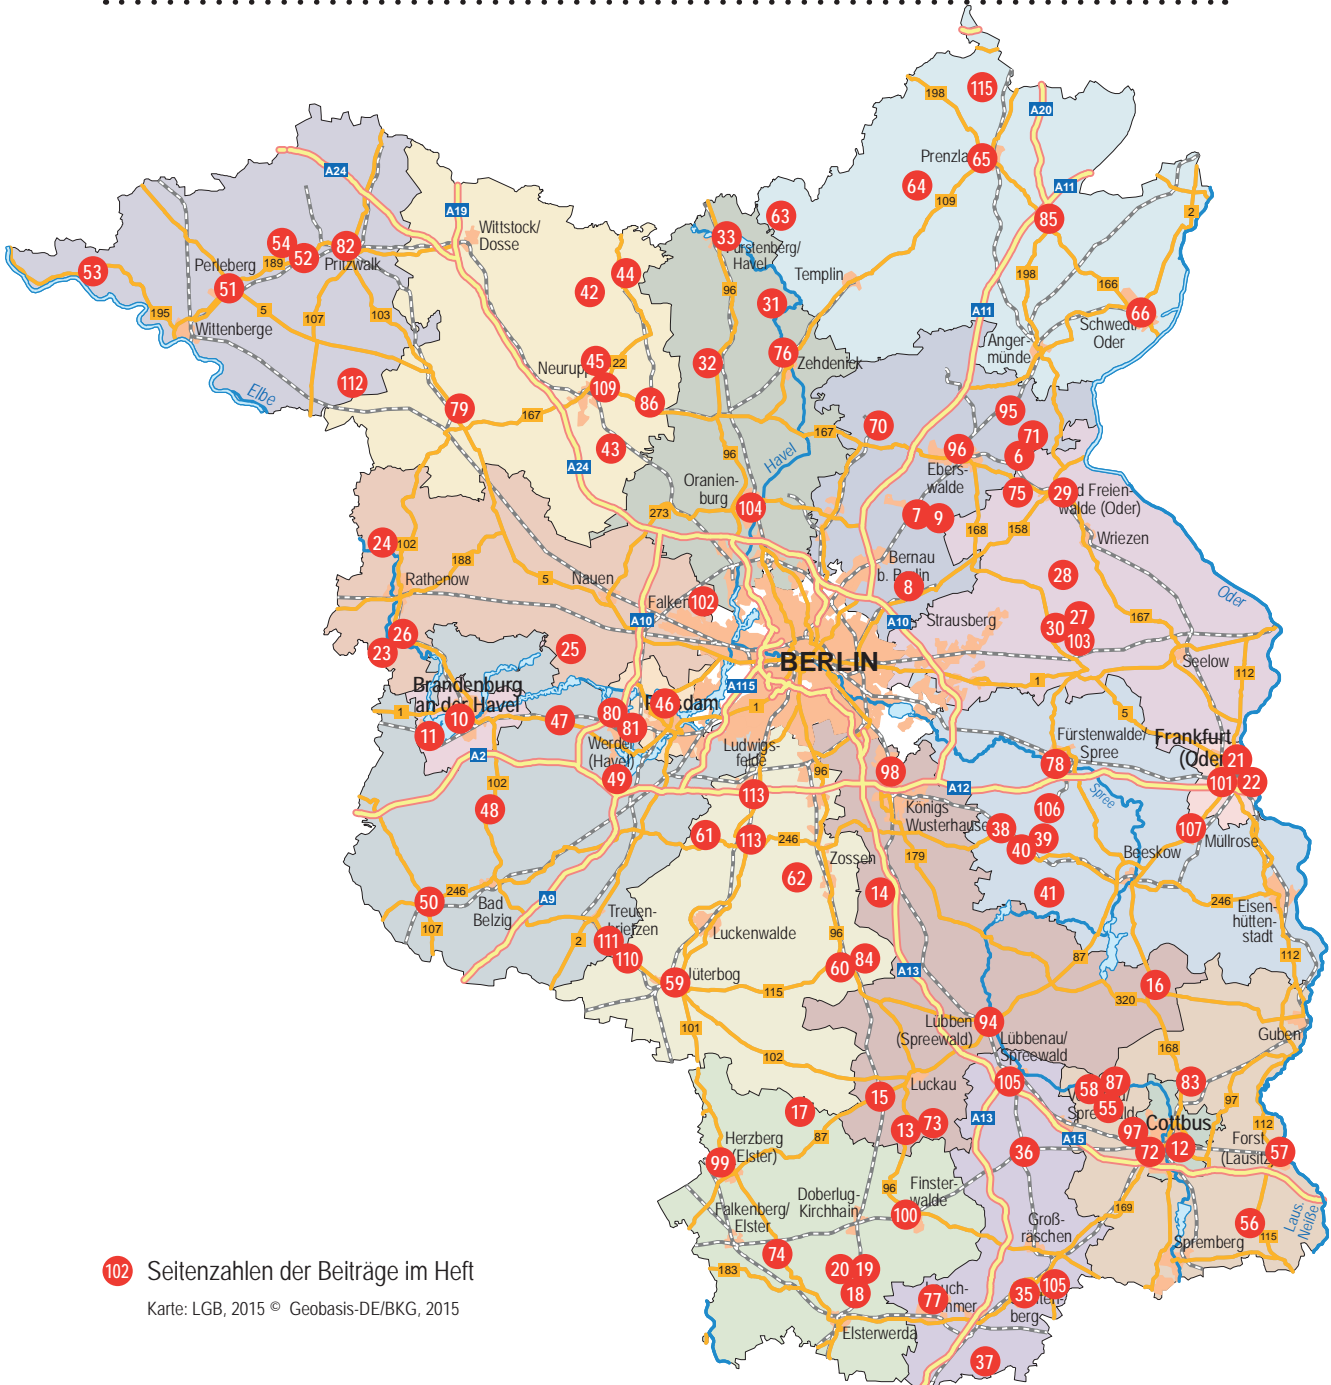 115
198
A20
Prenzla
65
A11
64
109
A24
63
85
2
A19
Wittstock/
Dosse
33
Havel
54
82
52
189
Perleberg
Pritzwalk
53
51
44
42
Templin
198
166
96
31
195
5
107
103
Wittenberge
A11
66
Schwedt/
Oder
Anger-
münde
45
22
Neurupp
32
76
Zehdenick
112
109
Elbe
79
167
86
95
70
167
71
43
96
6
A24
96
Havel
Ebers-
walde
Oranien-
burg
75
29
d Freien-
walde (Oder)
104
273
7
9
168
158
24
102
Wriezen
188
Bernau
b. Berlin
Rathenow
5
Nauen
8
28
Oder
Falken
102
A10
A10
Strausberg
27
30
167
26
103
23
25
BERLIN
Seelow
112
Brandenburg
an der Havel
A115
1
1
10
47
80
46
dam
1
5
11
81
Werder
(Havel)
Ludwigs-
felde
Fürstenwalde/
Spree
Frankfurt
(Oder
A2
21
102
49
96
98
78
101
22
A12
113
Spree
48
Königs
Wusterhause
106
61
113
246
38
39
107
Müllrose
40
Zossen
179
Beeskow
62
14
41
246
50
Bad
Belzig
A9
246
Eisen-
hütten-
stadt
107
Treuen-
brietzen
2
111
Luckenwalde
96
110
84
87
112
60
A13
59
Jüterbog
115
16
320
94
Lübben
(Spreewald)
101
Lübbenau/
Spreewald
Guben
102
168
Luckau
105
58
87
83
15
97
17
55
13
73
A13
97
Cottbus
112
87
Herzberg
(Elster)
A15
Forst
(Lausitz
36
72
12
57
99
96
Finster-
walde
Doberlug-
Kirchhain
Falkenberg/
Elster
100
169
Groß-
räschen
56
Laus.
Neiße
115
Spremberg
74
183
20
19
105
18
77
35
berg
Elsterwerda
37
102 Seitenzahlen der Beiträge im Heft
Karte: LGB, 2015 © Geobasis-DE/BKG, 2015